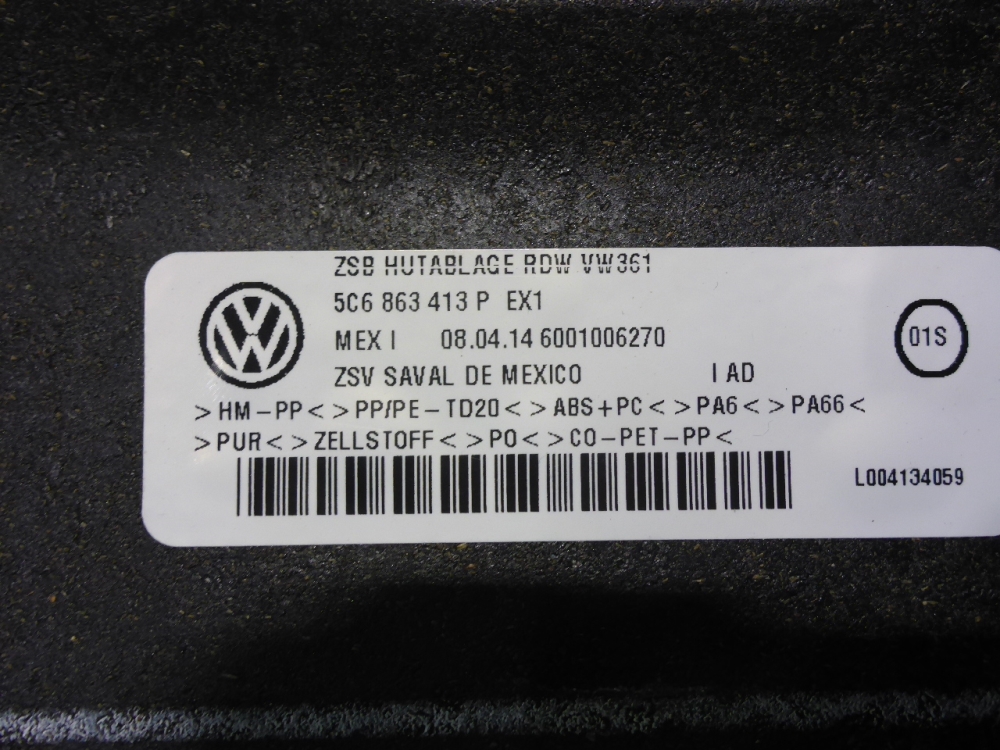 ZSB HUTABLAGE RDW VW361
5C6 863 413 P EX1
MEX I 08.04.14 6001006270
01S
ZSV SAVAL DE MEXICO I AD
>HM-PP<>PP/PE-TD20<>ABS+PC<>PA6<>PA66<
>PUR<>ZELLSTOFF<>PO<>CO-PET-PP<
L004134059